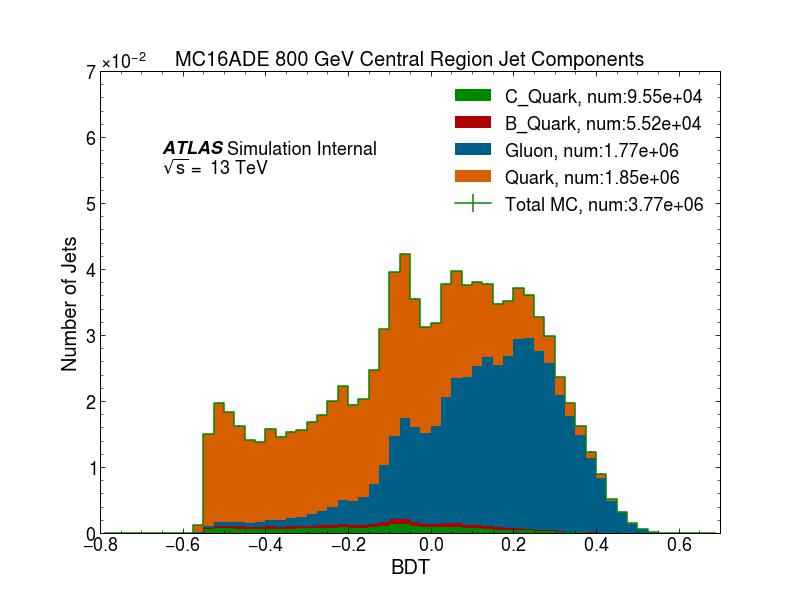 ×10⁻² MC16ADE 800 GeV Central Region Jet Components
C_Quark, num:9.55e+04
B_Quark, num:5.52e+04
Gluon, num:1.77e+06
Quark, num:1.85e+06
Total MC, num:3.77e+06
ATLAS Simulation Internal
√s = 13 TeV
Number of Jets
7
6
5
4
3
2
1
0
−0.8 −0.6 −0.4 −0.2 0.0 0.2 0.4 0.6
BDT